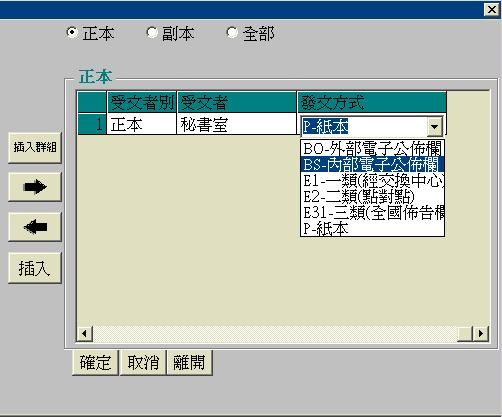 正本 副本 全部
正本
受文者別 受文者 發文方式
1 正本 秘書室 P-紙本
BO-外部電子公佈欄
BS-內部電子公佈欄
E1-一類(經交換中心)
E2-二類(點對點)
E31-三類(全國佈告欄
P-紙本
插入群組
插入
確定 取消 離開